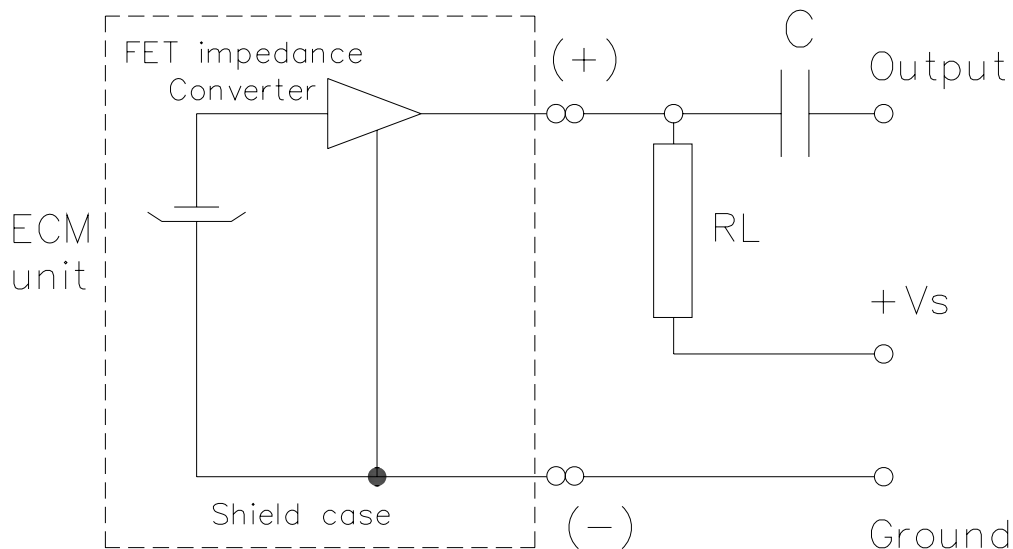 FET impedance
Converter
(+)
C
Output
ECM
unit
RL
+Vs
Shield case
(-)
Ground